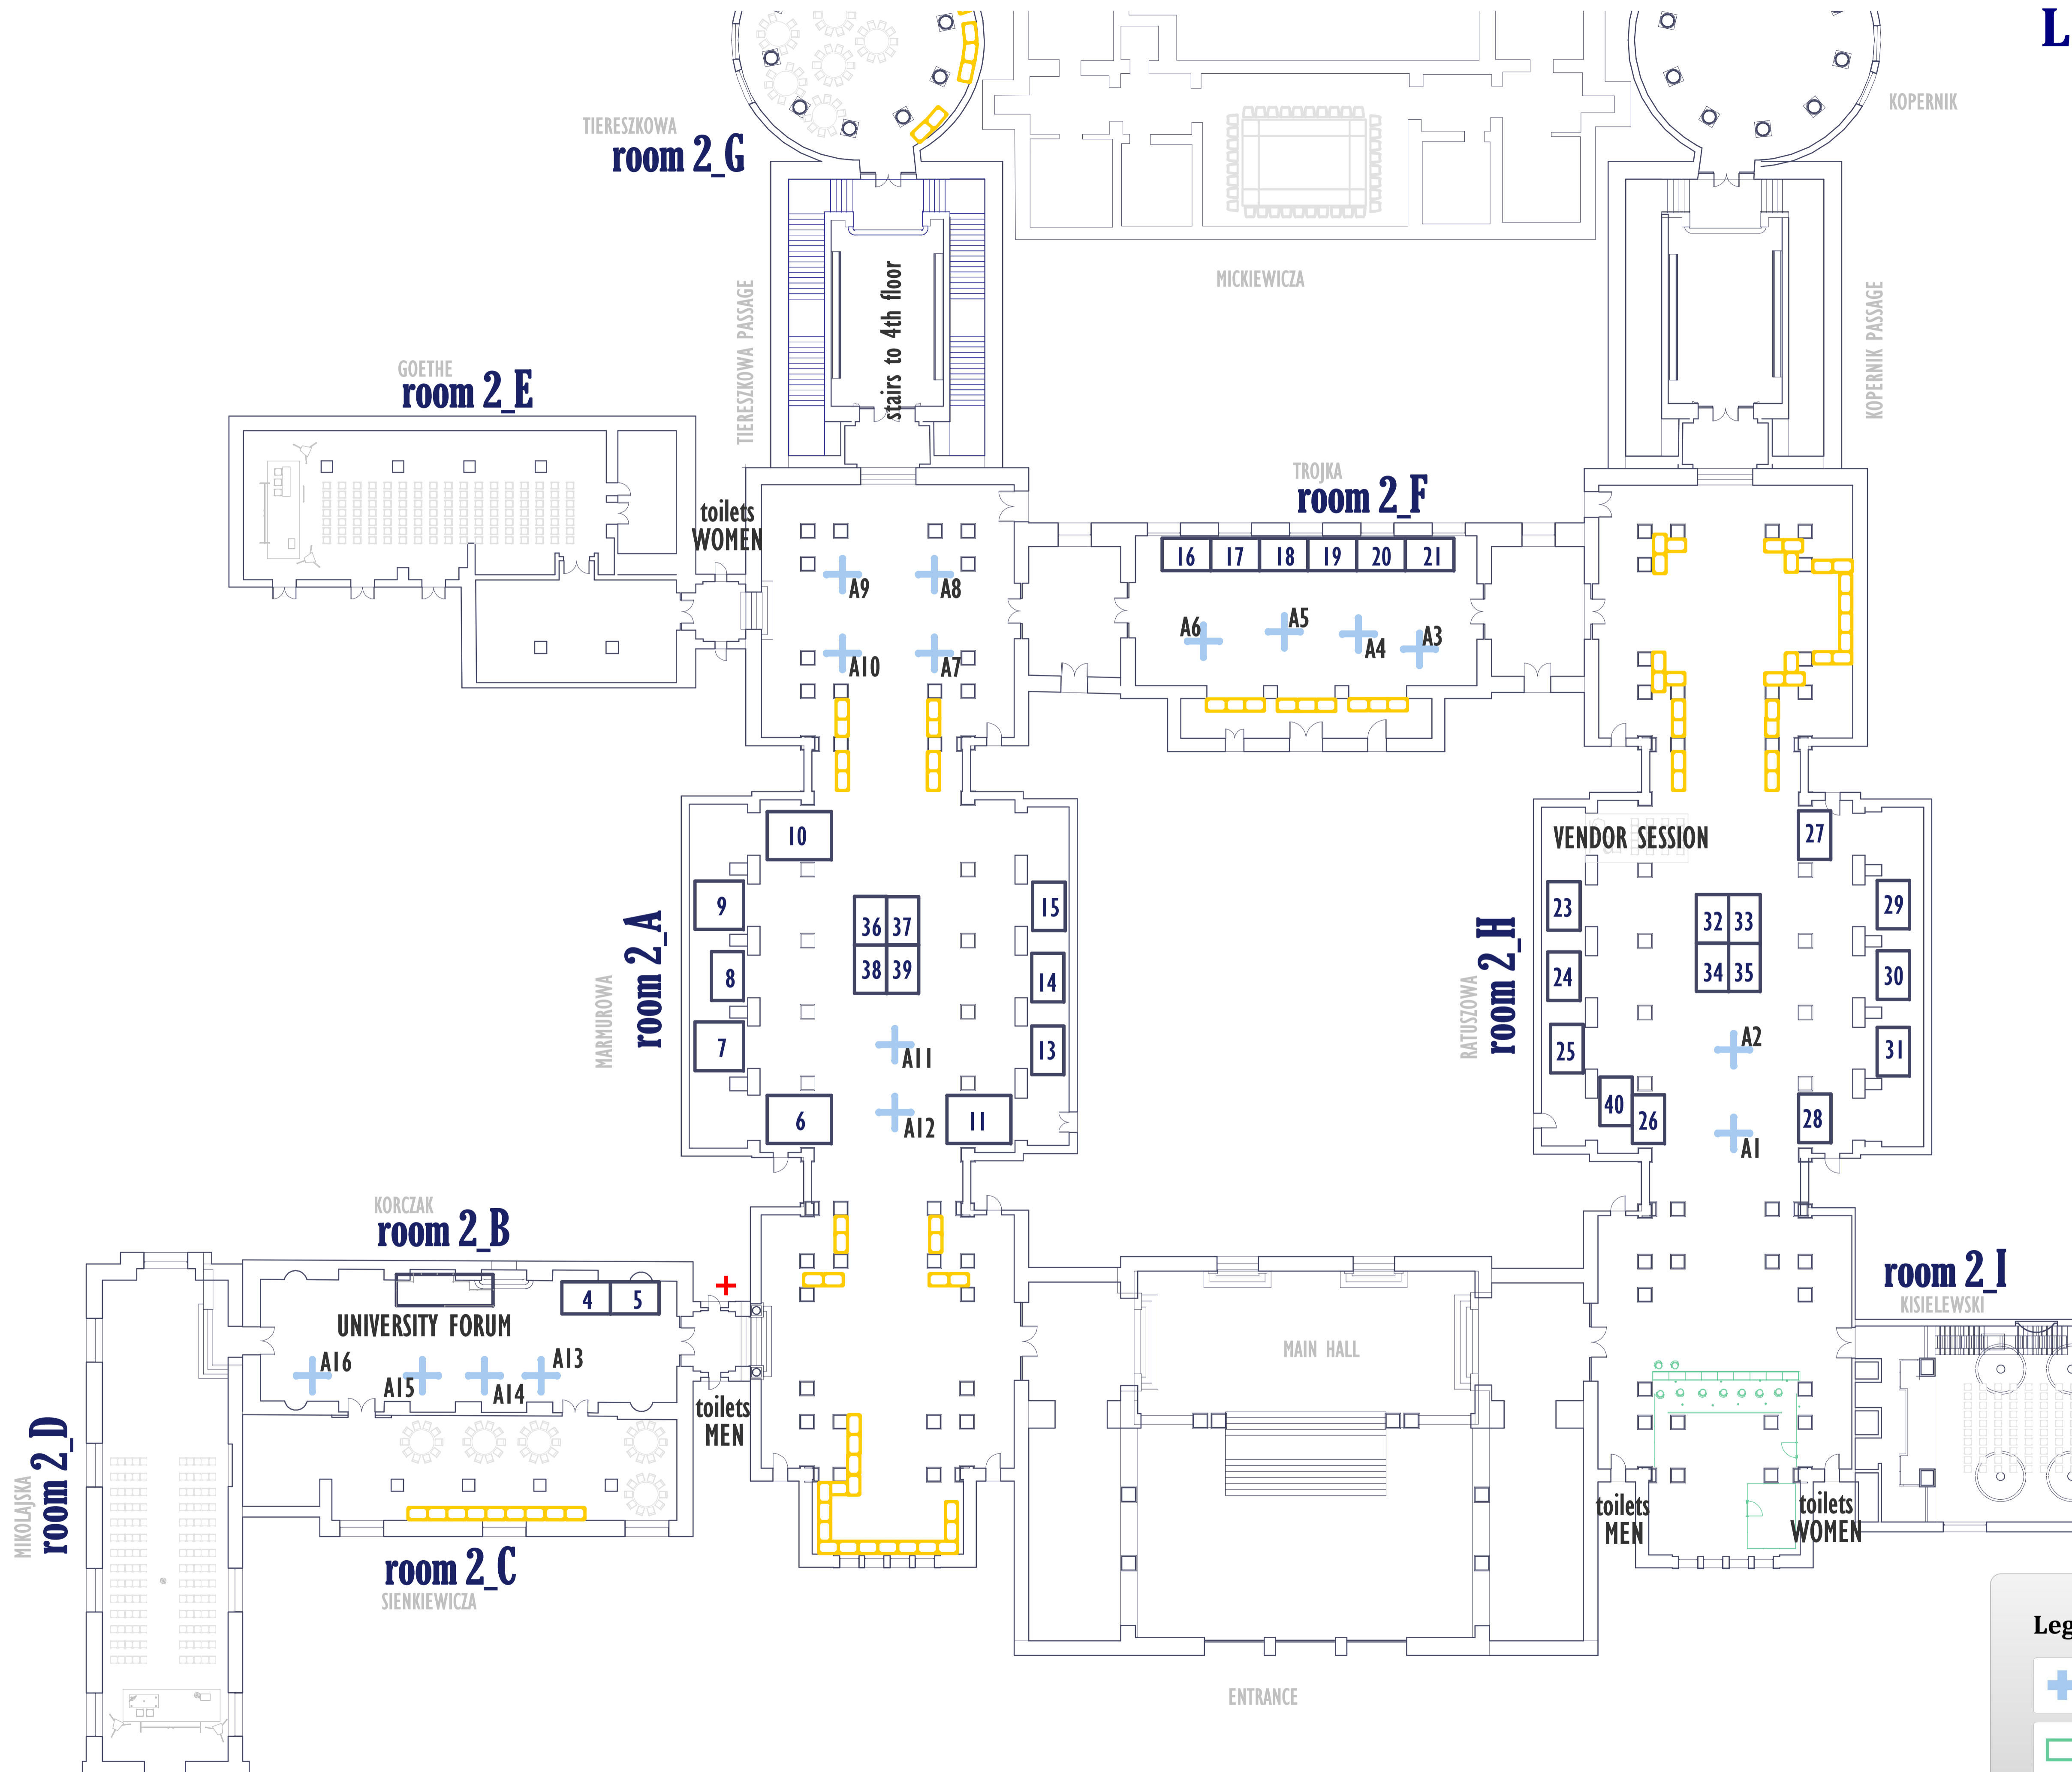 L
TIERESZKOWA
room 2_G
KOPERNIK
MICKIEWICZA
TIERESZKOWA PASSAGE
stairs to 4th floor
KOPERNIK PASSAGE
GOETHE
room 2_E
TROJKA
room 2_F
toilets
WOMEN
16 17 18 19 20 21
A9
A8
A6
A5
A4
A3
A10
A7
10
VENDOR SESSION
27
9
36 37
15
23
32 33
29
room 2_A
MARMUROWA
8
38 39
14
room 2_H
RATUSZOWA
24
34 35
30
7
A11
13
25
A2
31
6
A12
11
40
26
A1
28
KORCZAK
room 2_B
4 5
UNIVERSITY FORUM
room 2_I
KISIELEWSKI
MAIN HALL
A16
A15
A14
A13
toilets
MEN
MIKOLAJSKA
room 2_D
room 2_C
SIENKIEWICZA
toilets
MEN
toilets
WOMEN
ENTRANCE
Leg